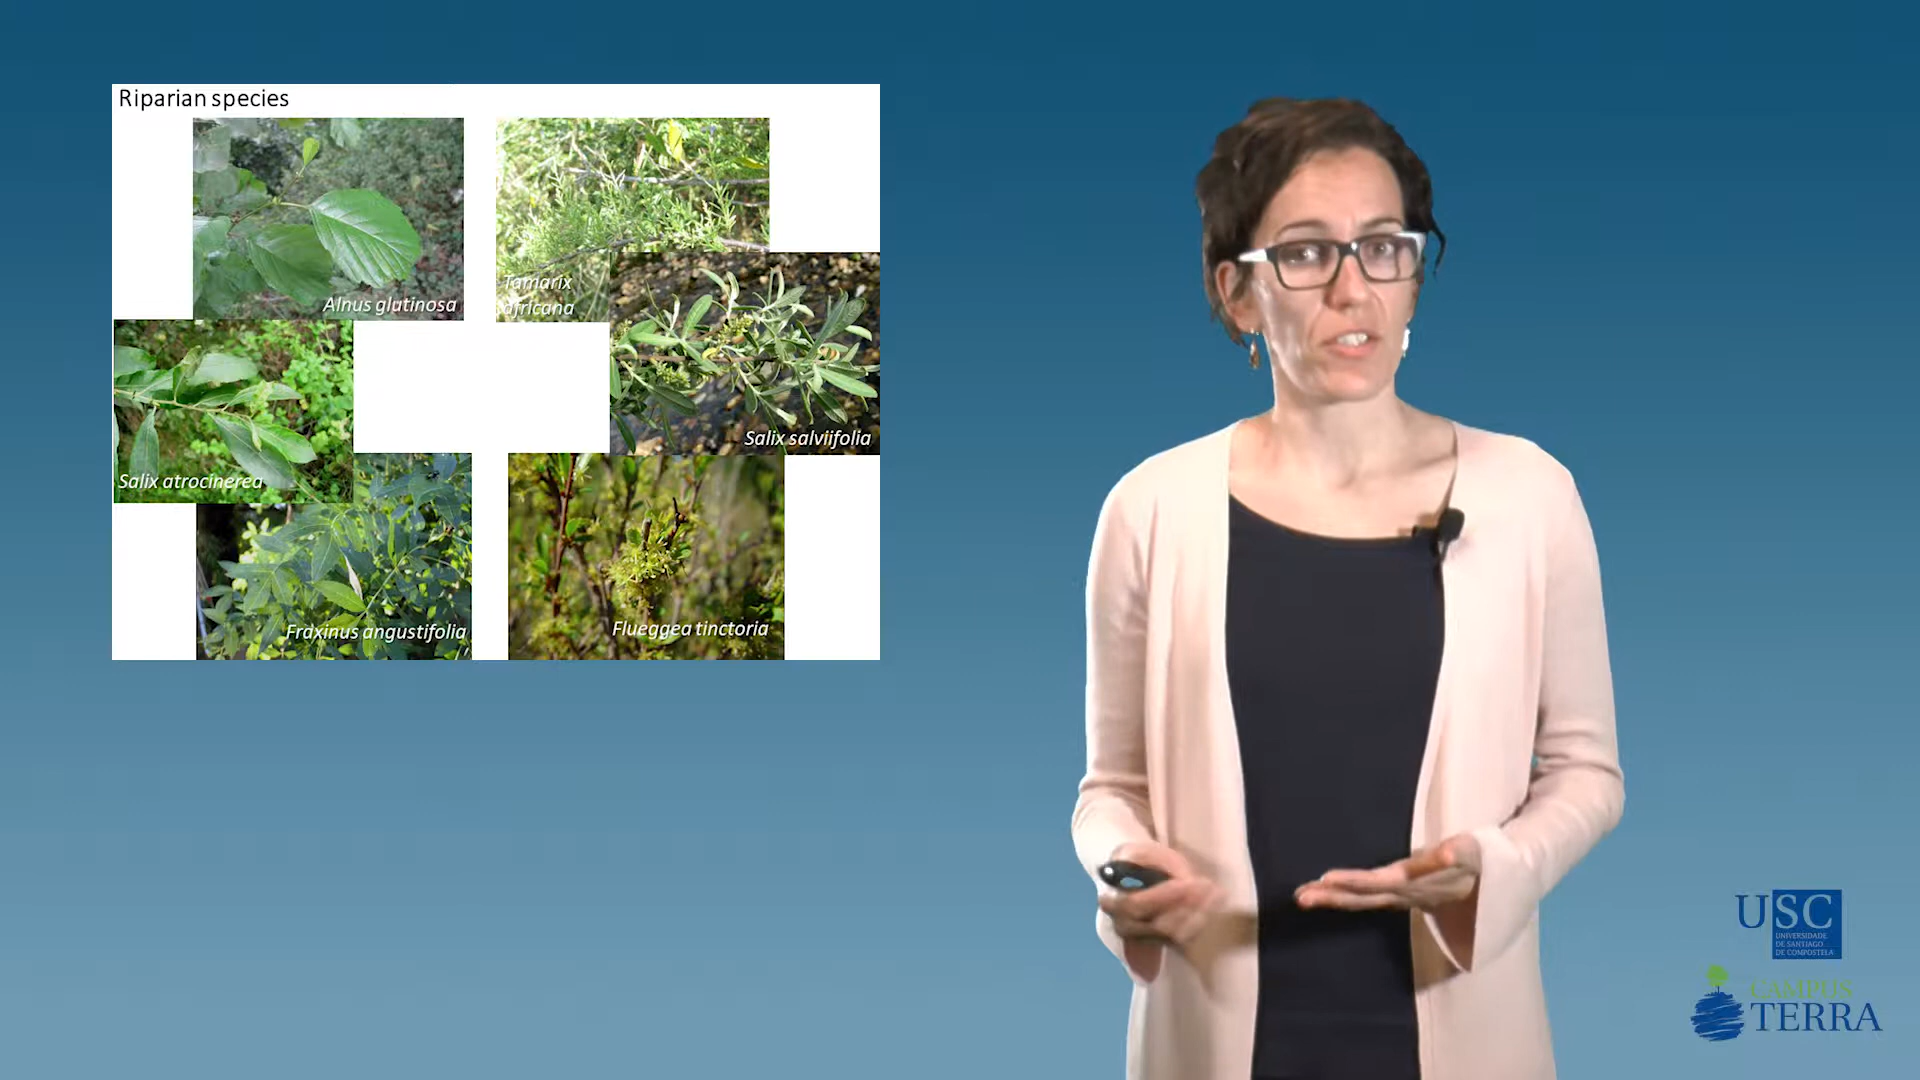 Riparian species
Alnus glutinosa
Tamarix
africana
Salix salviifolia
Salix atrocinerea
Fraxinus angustifolia
Flueggea tinctoria
USC
UNIVERSIDADE
DE SANTIAGO
DE COMPOSTELA
CAMPUS
TERRA